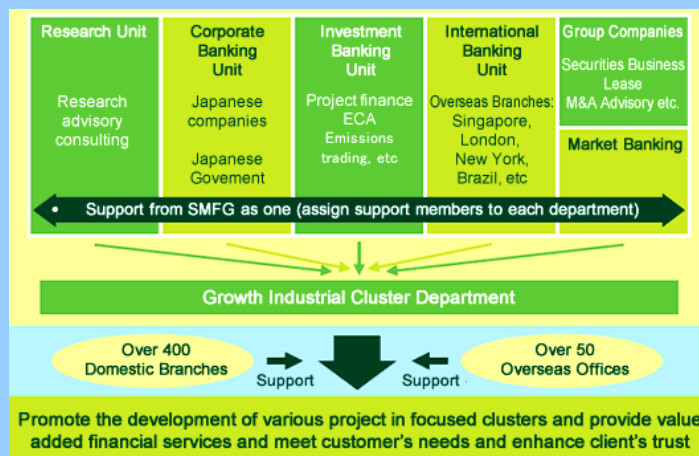 Research Unit
Research
advisory
consulting
Corporate
Banking
Unit
Japanese
companies
Japanese
Govement
Investment
Banking
Unit
Project finance
ECA
Emissions
trading, etc
International
Banking
Unit
Overseas Branches:
Singapore,
London,
New York,
Brazil, etc
Group Companies
Securities Business
Lease
M&A Advisory etc.
Market Banking
• Support from SMFG as one (assign support members to each department)
Growth Industrial Cluster Department
Over 400
Domestic Branches
Support
Support
Over 50
Overseas Offices
Promote the development of various project in focused clusters and provide value
added financial services and meet customer's needs and enhance client's trust